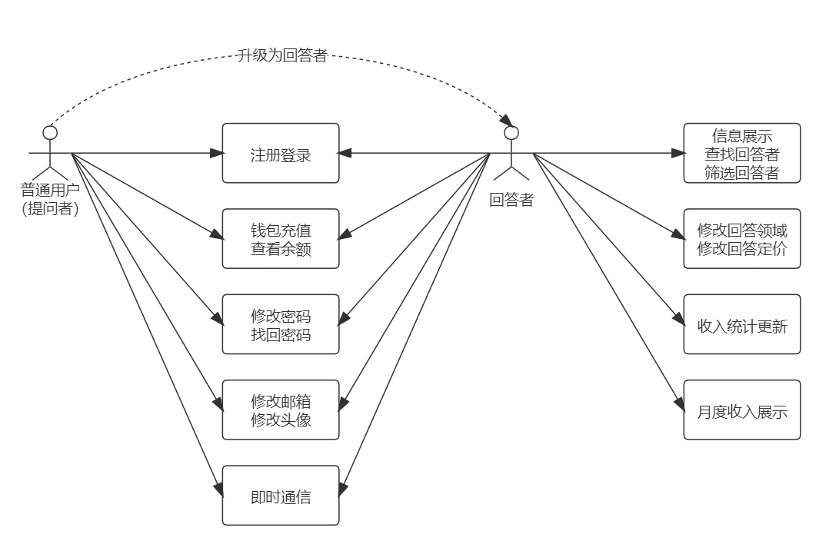 升级为回答者
普通用户
(提问者)
回答者
注册登录
钱包充值
查看余额
修改密码
找回密码
修改邮箱
修改头像
即时通信
信息展示
查找回答者
筛选回答者
修改回答领域
修改回答定价
收入统计更新
月度收入展示